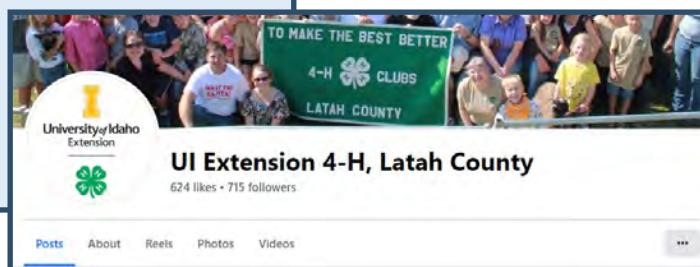 TO MAKE THE BEST BETTER
4-H CLUBS
LATAH COUNTY
University of Idaho
Extension
UI Extension 4-H, Latah County
624 likes • 715 followers
Posts About Reels Photos Videos
...